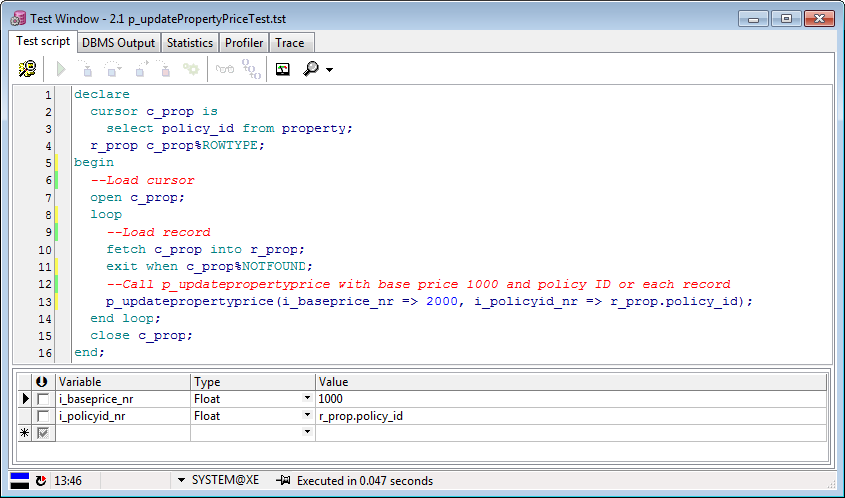 Test Window - 2.1 p_updatePropertyPriceTest.tst
Test script DBMS Output Statistics Profiler Trace
1 declare
2 cursor c_prop is
3 select policy_id from property;
4 r_prop c_prop%ROWTYPE;
5 begin
6 --Load cursor
7 open c_prop;
8 loop
9 --Load record
10 fetch c_prop into r_prop;
11 exit when c_prop%NOTFOUND;
12 --Call p_updatepropertyprice with base price 1000 and policy ID or each record
13 p_updatepropertyprice(i_baseprice_nr => 2000, i_policyid_nr => r_prop.policy_id);
14 end loop;
15 close c_prop;
16 end;
Variable Type Value
i_baseprice_nr Float 1000
i_policyid_nr Float r_prop.policy_id
13:46 SYSTEM@XE Executed in 0.047 seconds